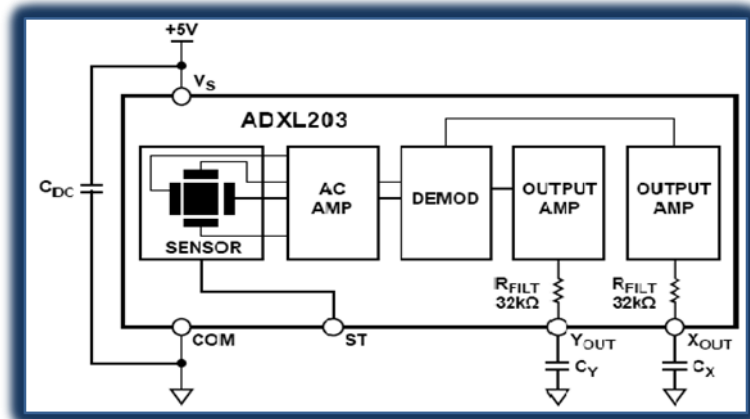 +5V
VS
ADXL203
CDC
AC
AMP
DEMOD
OUTPUT
AMP
OUTPUT
AMP
SENSOR
RFILT
32kΩ
RFILT
32kΩ
COM
ST
YOUT
XOUT
CY
CX